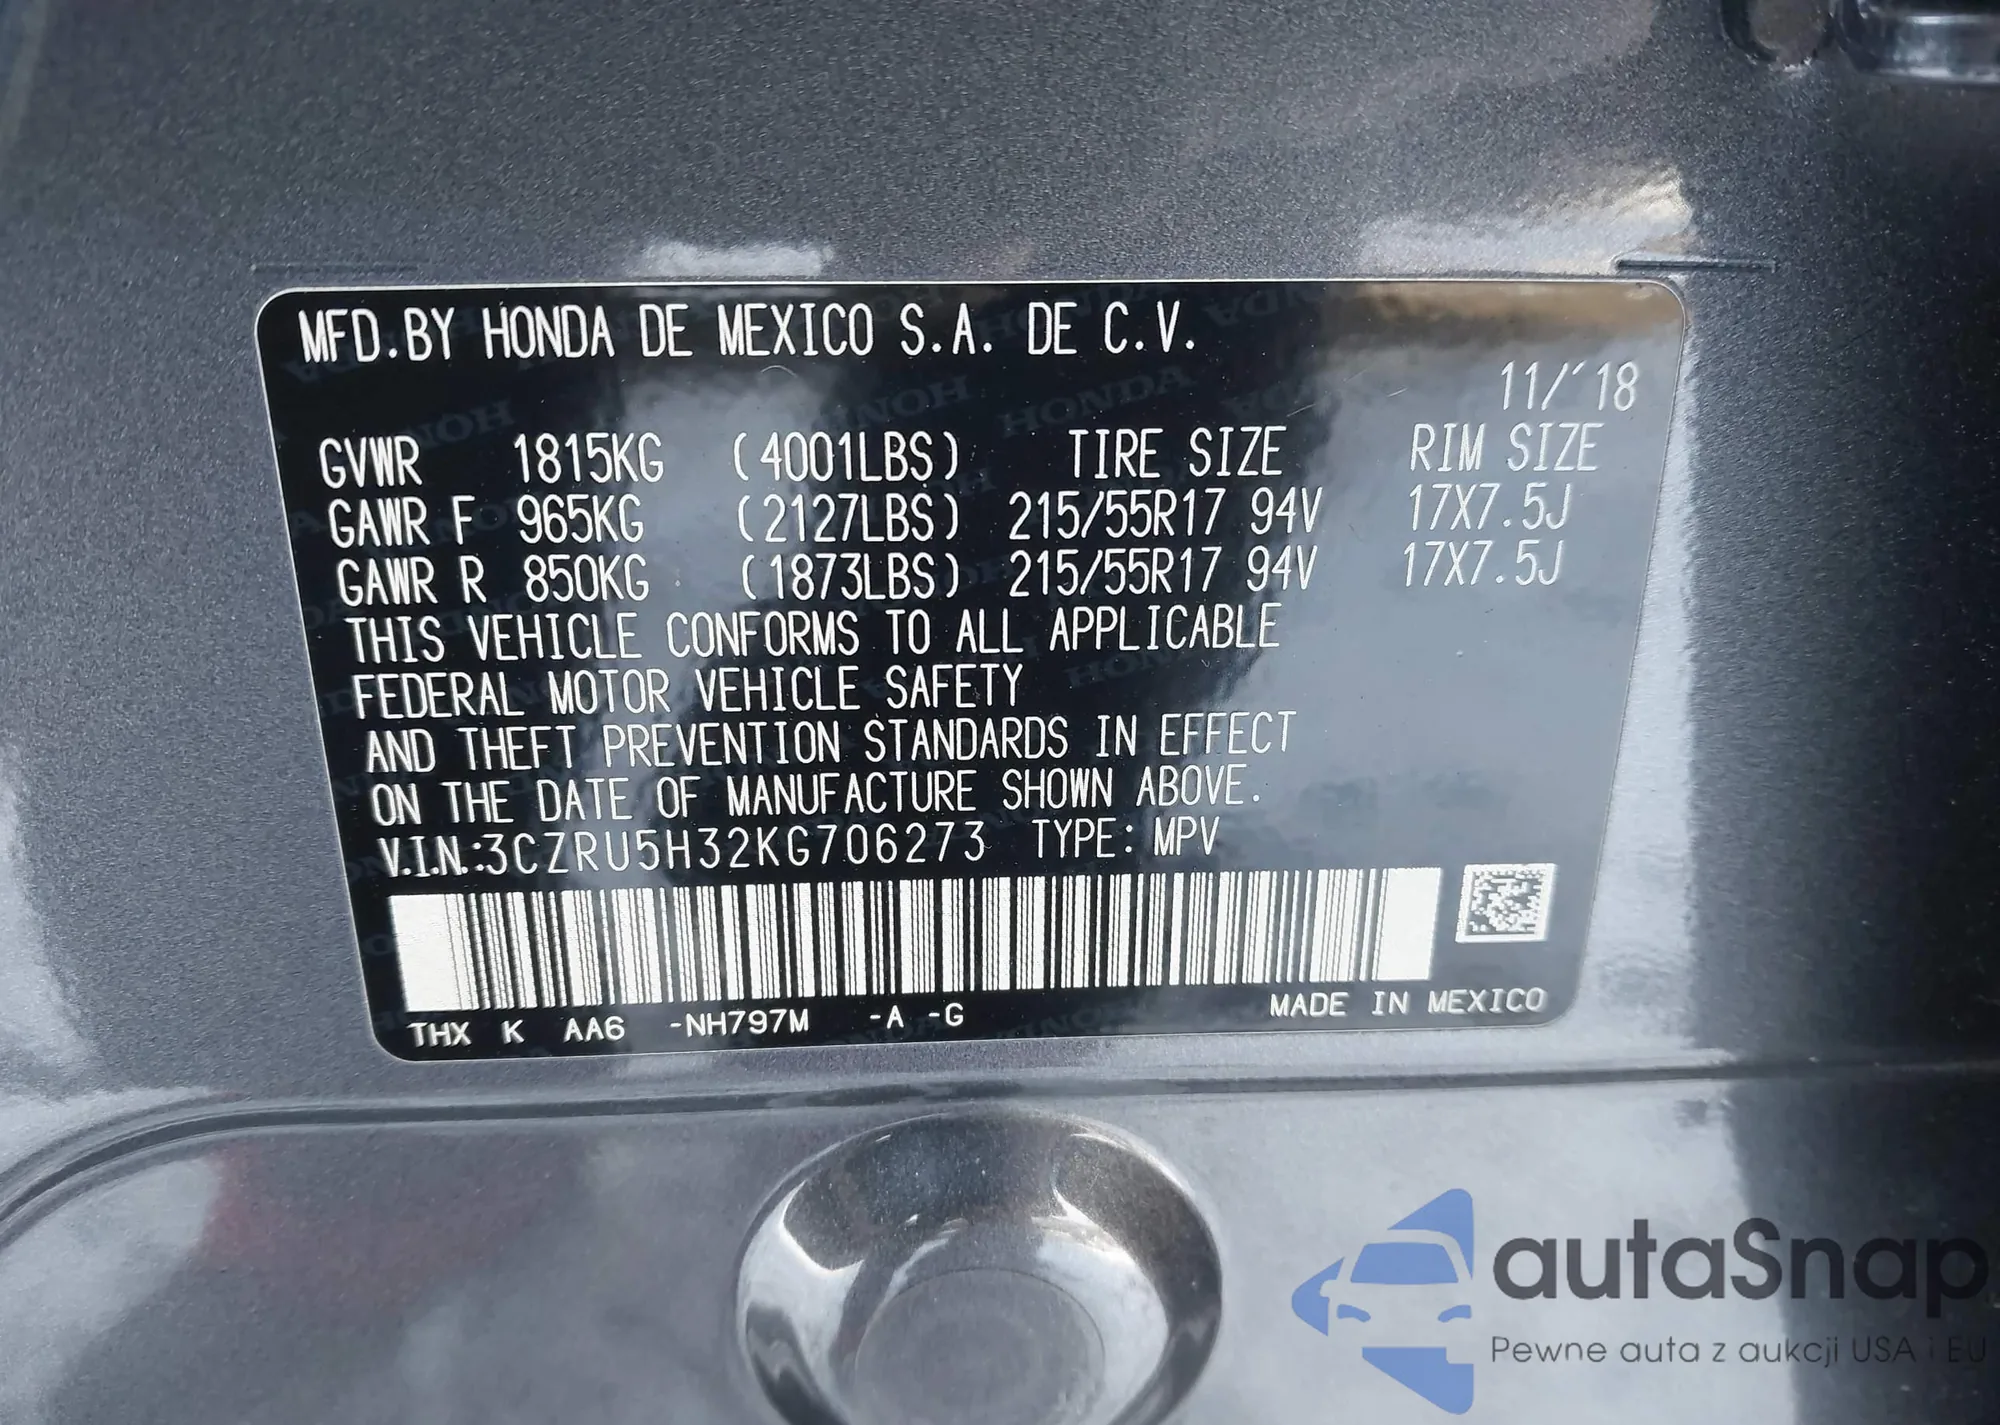 MFD.BY HONDA DE MEXICO S.A. DE C.V.
11/'18
GVWR 1815KG (4001LBS) TIRE SIZE RIM SIZE
GAWR F 965KG (2127LBS) 215/55R17 94V 17X7.5J
GAWR R 850KG (1873LBS) 215/55R17 94V 17X7.5J
THIS VEHICLE CONFORMS TO ALL APPLICABLE
FEDERAL MOTOR VEHICLE SAFETY
AND THEFT PREVENTION STANDARDS IN EFFECT
ON THE DATE OF MANUFACTURE SHOWN ABOVE.
V.I.N.:3CZRU5H32KG706273 TYPE: MPV
THX K AA6 -NH797M -A -G MADE IN MEXICO
autaSnap
Pewne auta z aukcji USA i EU